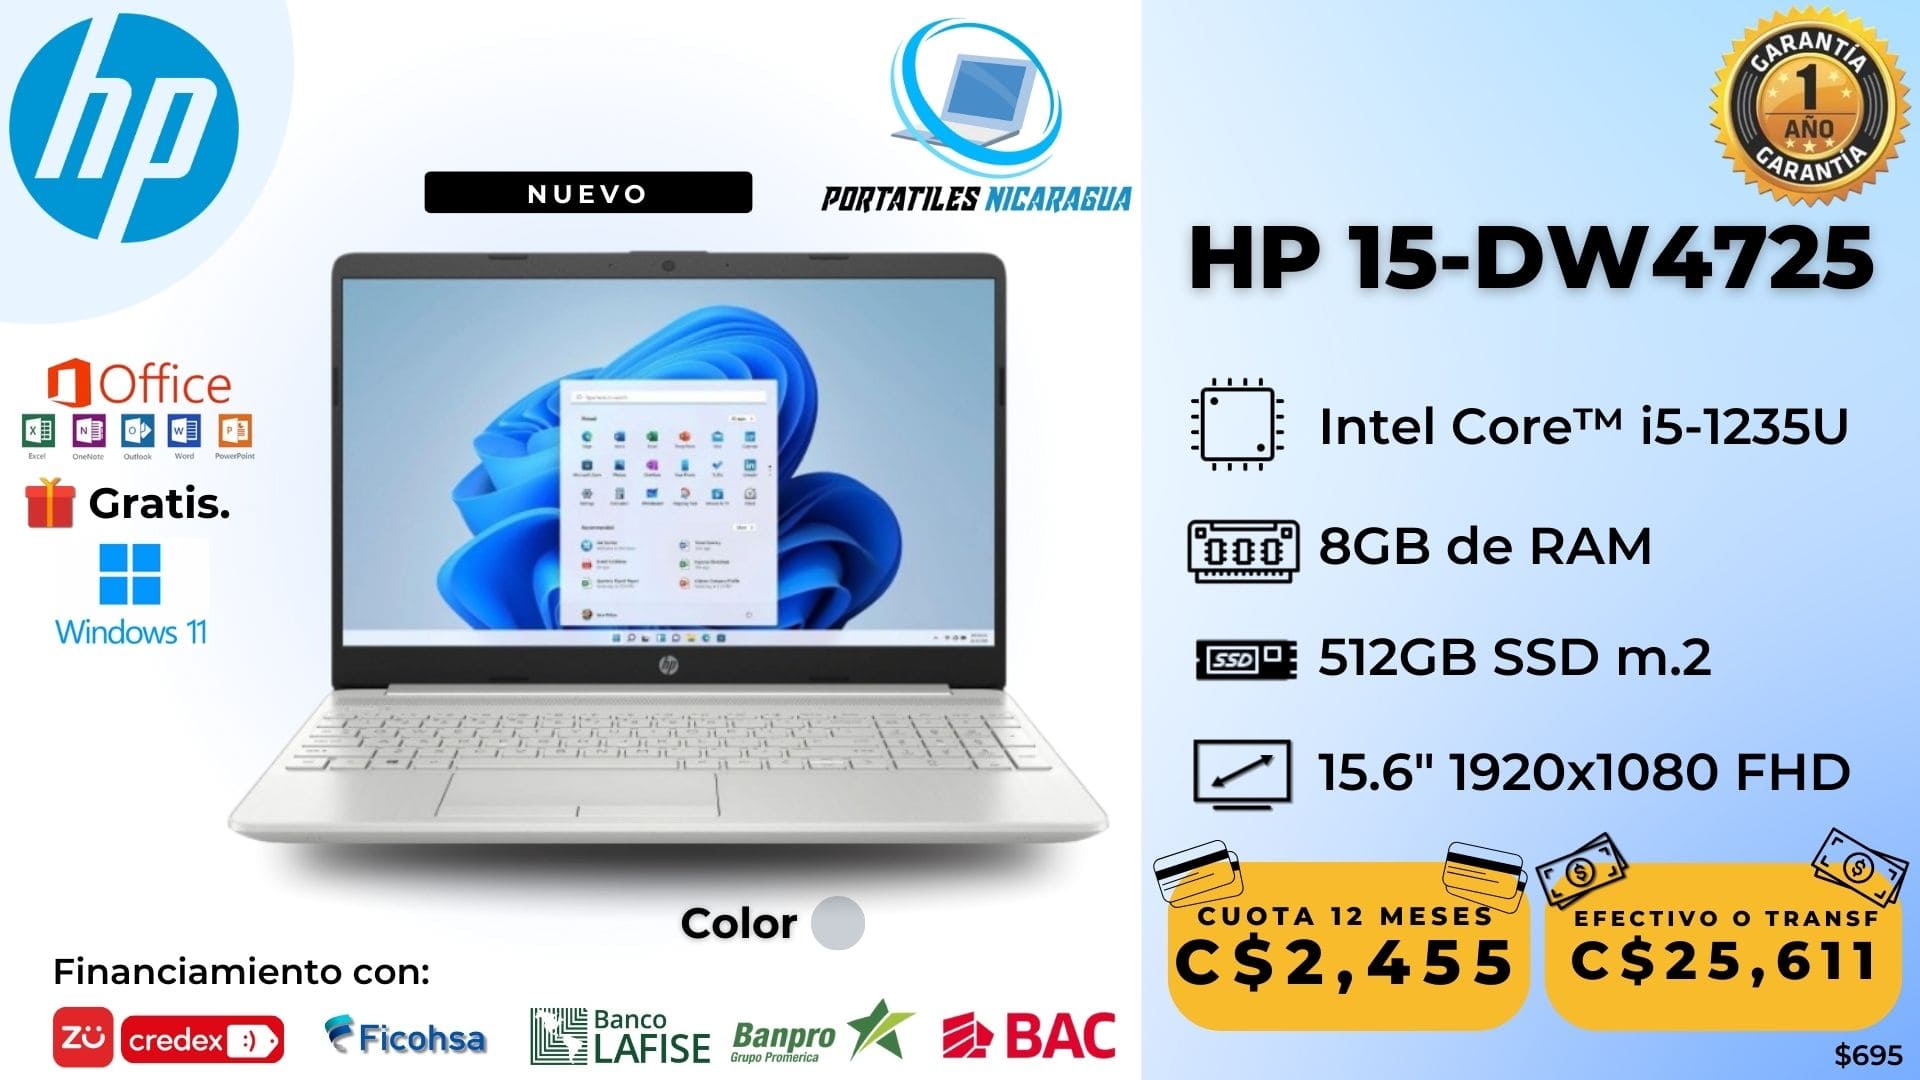 hp
NUEVO
PORTATILES NICARAGUA
GARANTÍA
1
AÑO
GARANTÍA
HP 15-DW4725
Office
Excel
OneNote
Outlook
Word
PowerPoint
Gratis.
Windows 11
Intel Core™ i5-1235U
8GB de RAM
SSD
512GB SSD m.2
15.6" 1920x1080 FHD
hp
Color
CUOTA 12 MESES
C$2,455
EFECTIVO O TRANSF
C$25,611
Financiamiento con:
zū
credex :)
Ficohsa
Banco
LAFISE
Banpro
Grupo Promerica
BAC
$695